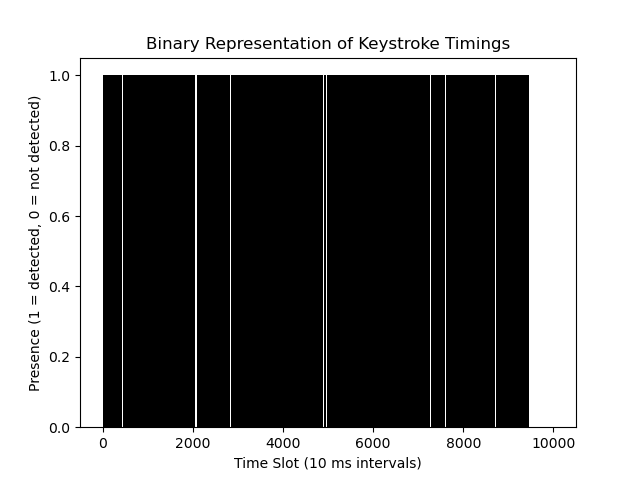 Binary Representation of Keystroke Timings
1.0
0.8
0.6
0.4
0.2
0.0
Presence (1 = detected, 0 = not detected)
0 2000 4000 6000 8000 10000
Time Slot (10 ms intervals)